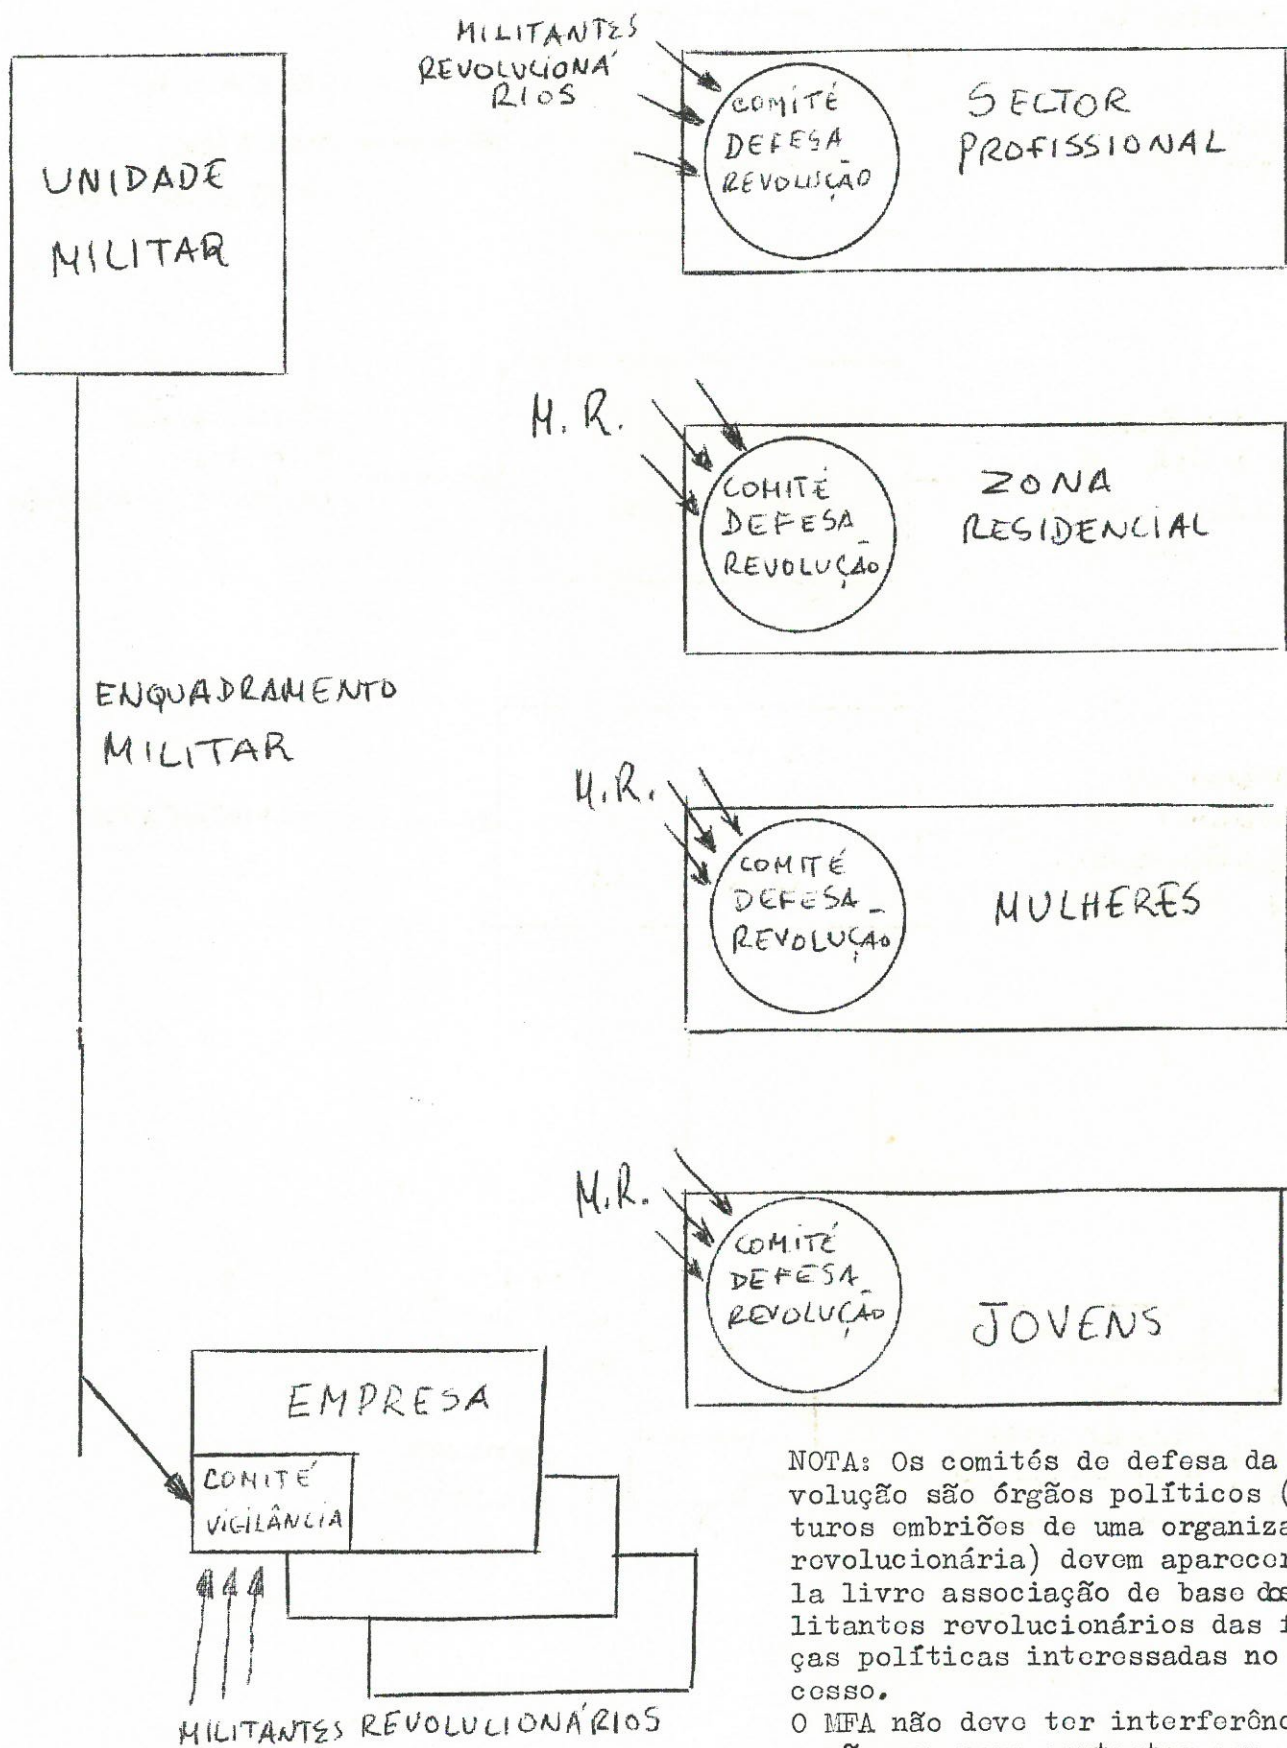 MILITANTES
REVOLUCIONÁ
RIOS
UNIDADE
MILITAR
COMITÉ
DEFESA
REVOLUÇÃO
SECTOR
PROFISSIONAL
M.R.
COMITÉ
DEFESA
REVOLUÇÃO
ZONA
RESIDENCIAL
ENQUADRAMENTO
MILITAR
M.R.
COMITÉ
DEFESA
REVOLUÇÃO
MULHERES
M.R.
COMITÉ
DEFESA
REVOLUÇÃO
JOVENS
EMPRESA
COMITÉ
VIGILÂNCIA
MILITANTES REVOLUCIONÁRIOS
NOTA: Os comités de defesa da
volução são órgãos políticos (
turos embriões de uma organiza
revolucionária) devem aparecer
la livre associação de base dos
litantes revolucionários das f
ças políticas interessadas no
cesso.
O MFA não deve ter interferênc